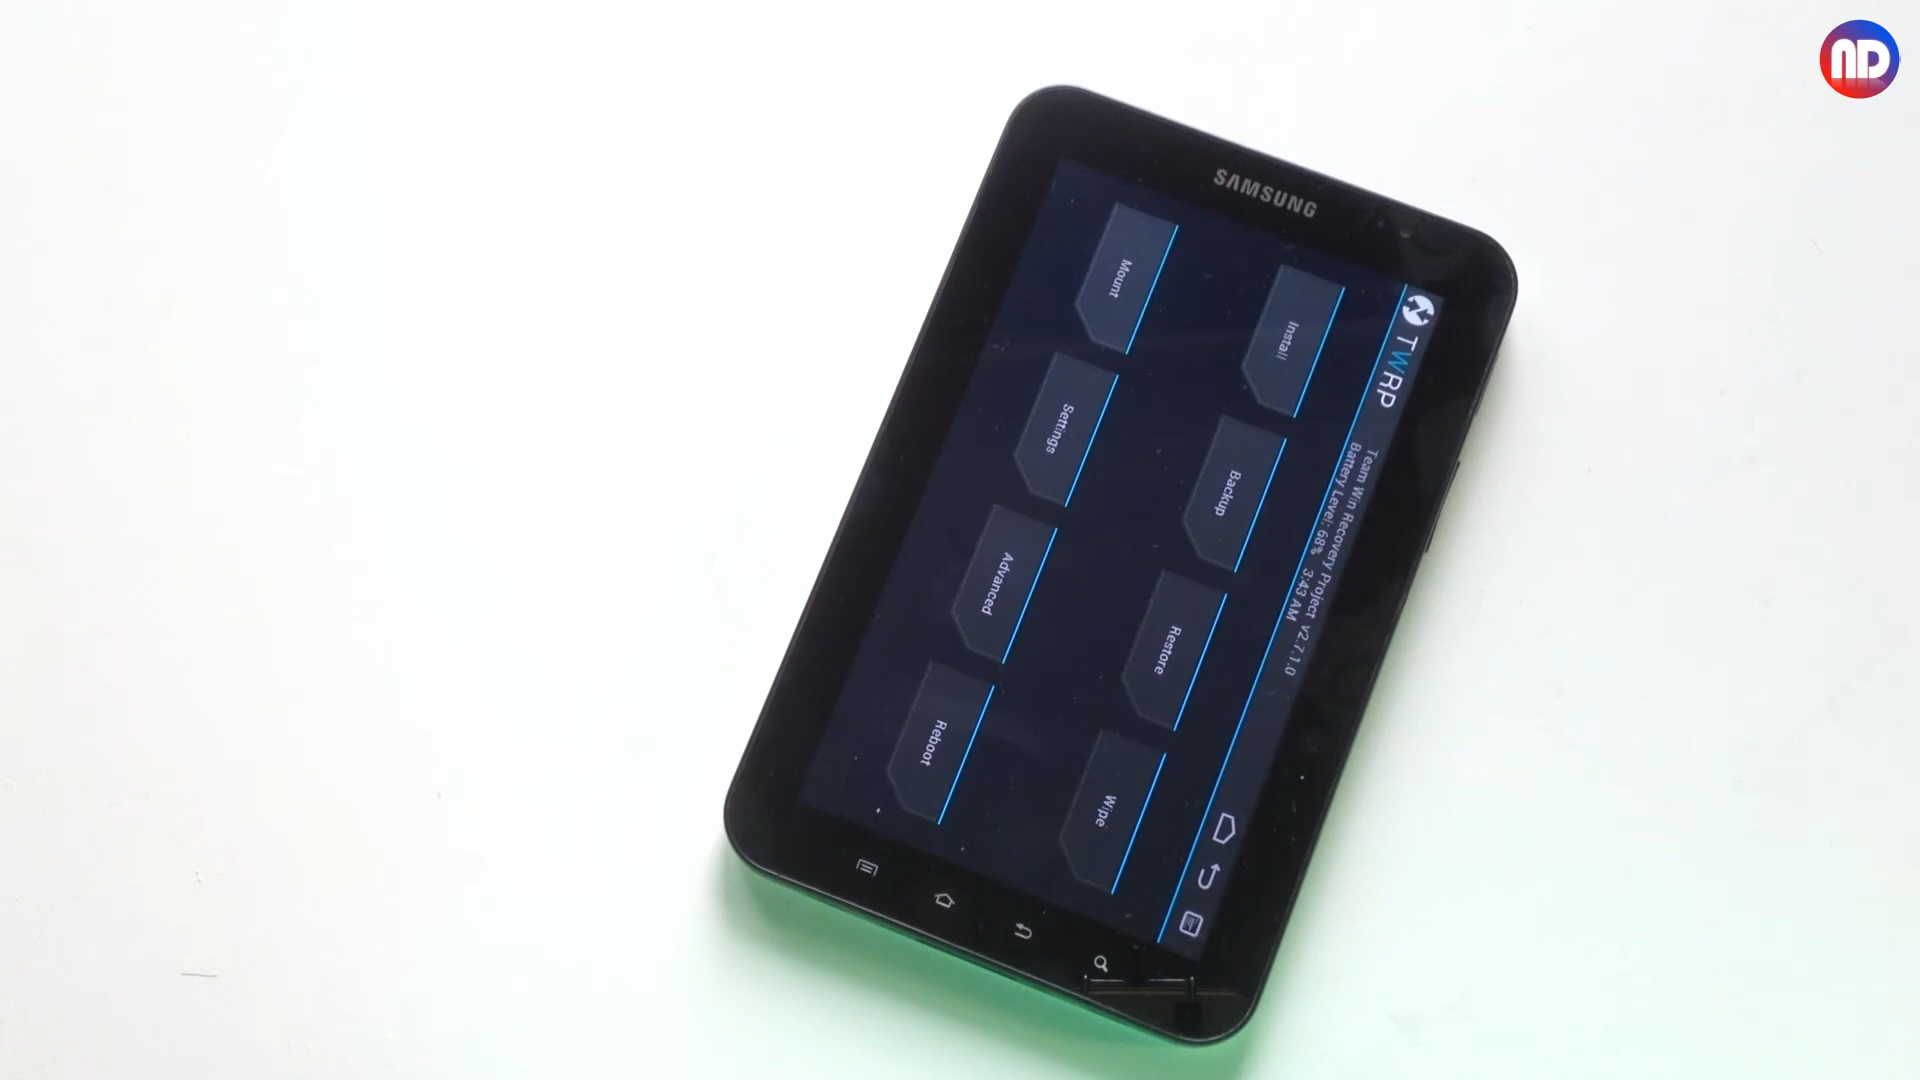 ND
SAMSUNG
TWRP
Team Win Recovery Project v2.7.1.0
Battery Level: 68% 3:43 AM
Install
Backup
Restore
Wipe
Mount
Settings
Advanced
Reboot